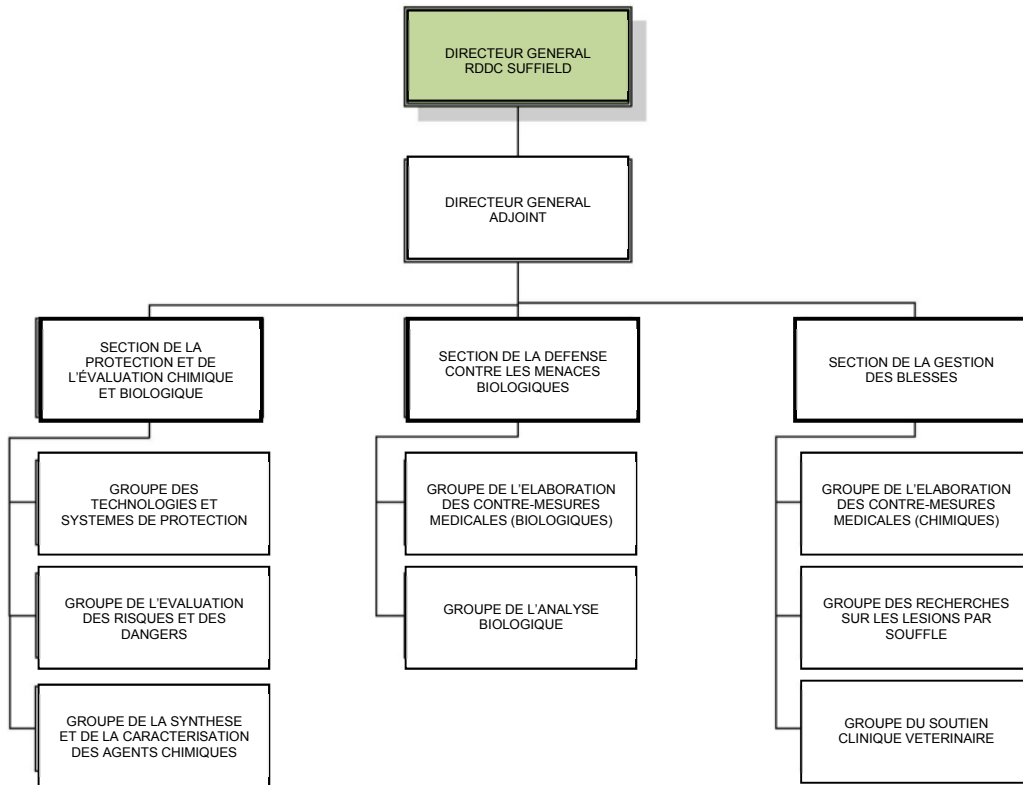 DIRECTEUR GENERAL
RDDC SUFFIELD
DIRECTEUR GENERAL
ADJOINT
SECTION DE LA
PROTECTION ET DE
L’ÉVALUATION CHIMIQUE
ET BIOLOGIQUE
GROUPE DES
TECHNOLOGIES ET
SYSTEMES DE PROTECTION
GROUPE DE L’EVALUATION
DES RISQUES ET DES
DANGERS
GROUPE DE LA SYNTHESE
ET DE LA CARACTERISATION
DES AGENTS CHIMIQUES
SECTION DE LA DEFENSE
CONTRE LES MENACES
BIOLOGIQUES
GROUPE DE L’ELABORATION
DES CONTRE-MESURES
MEDICALES (BIOLOGIQUES)
GROUPE DE L’ANALYSE
BIOLOGIQUE
SECTION DE LA GESTION
DES BLESSES
GROUPE DE L’ELABORATION
DES CONTRE-MESURES
MEDICALES (CHIMIQUES)
GROUPE DES RECHERCHES
SUR LES LESIONS PAR
SOUFFLE
GROUPE DU SOUTIEN
CLINIQUE VETERINAIRE